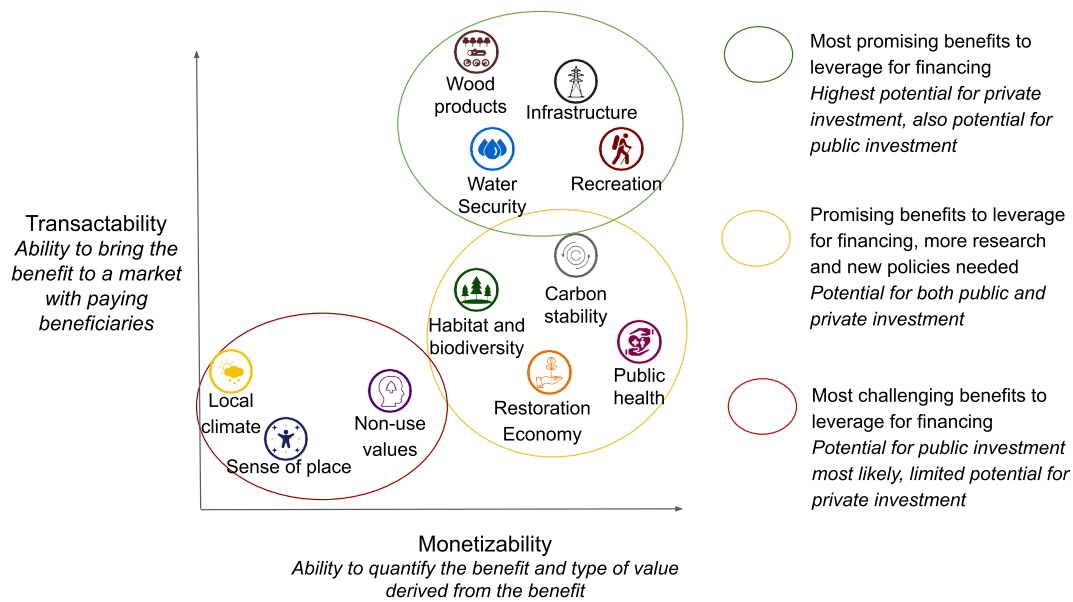 Wood
products
Infrastructure
Water
Security
Recreation
Carbon
stability
Habitat and
biodiversity
Public
health
Restoration
Economy
Local
climate
Non-use
values
Sense of place
Transactability
Ability to bring the
benefit to a market
with paying
beneficiaries
Monetizability
Ability to quantify the benefit and type of value
derived from the benefit
Most promising benefits to
leverage for financing
Highest potential for private
investment, also potential for
public investment
Promising benefits to leverage
for financing, more research
and new policies needed
Potential for both public and
private investment
Most challenging benefits to
leverage for financing
Potential for public investment
most likely, limited potential for
private investment